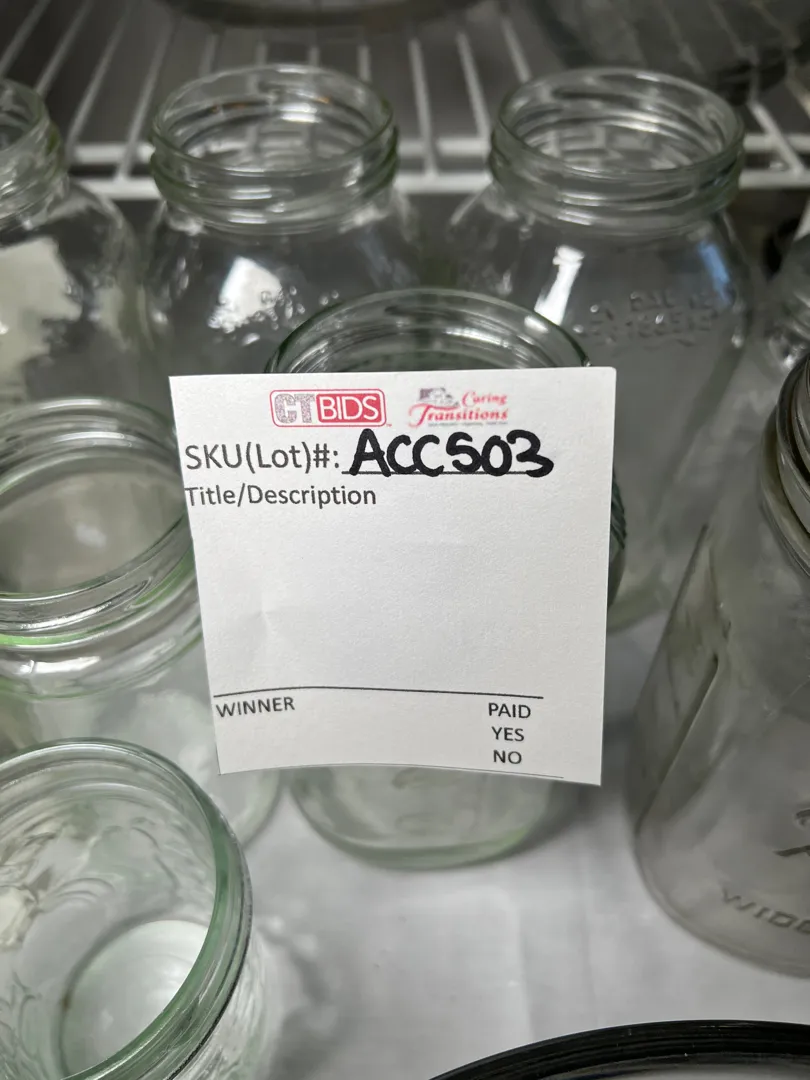 CTBIDS
Caring
Transitions
SKU(Lot)#: ACC503
Title/Description
WINNER
PAID
YES
NO